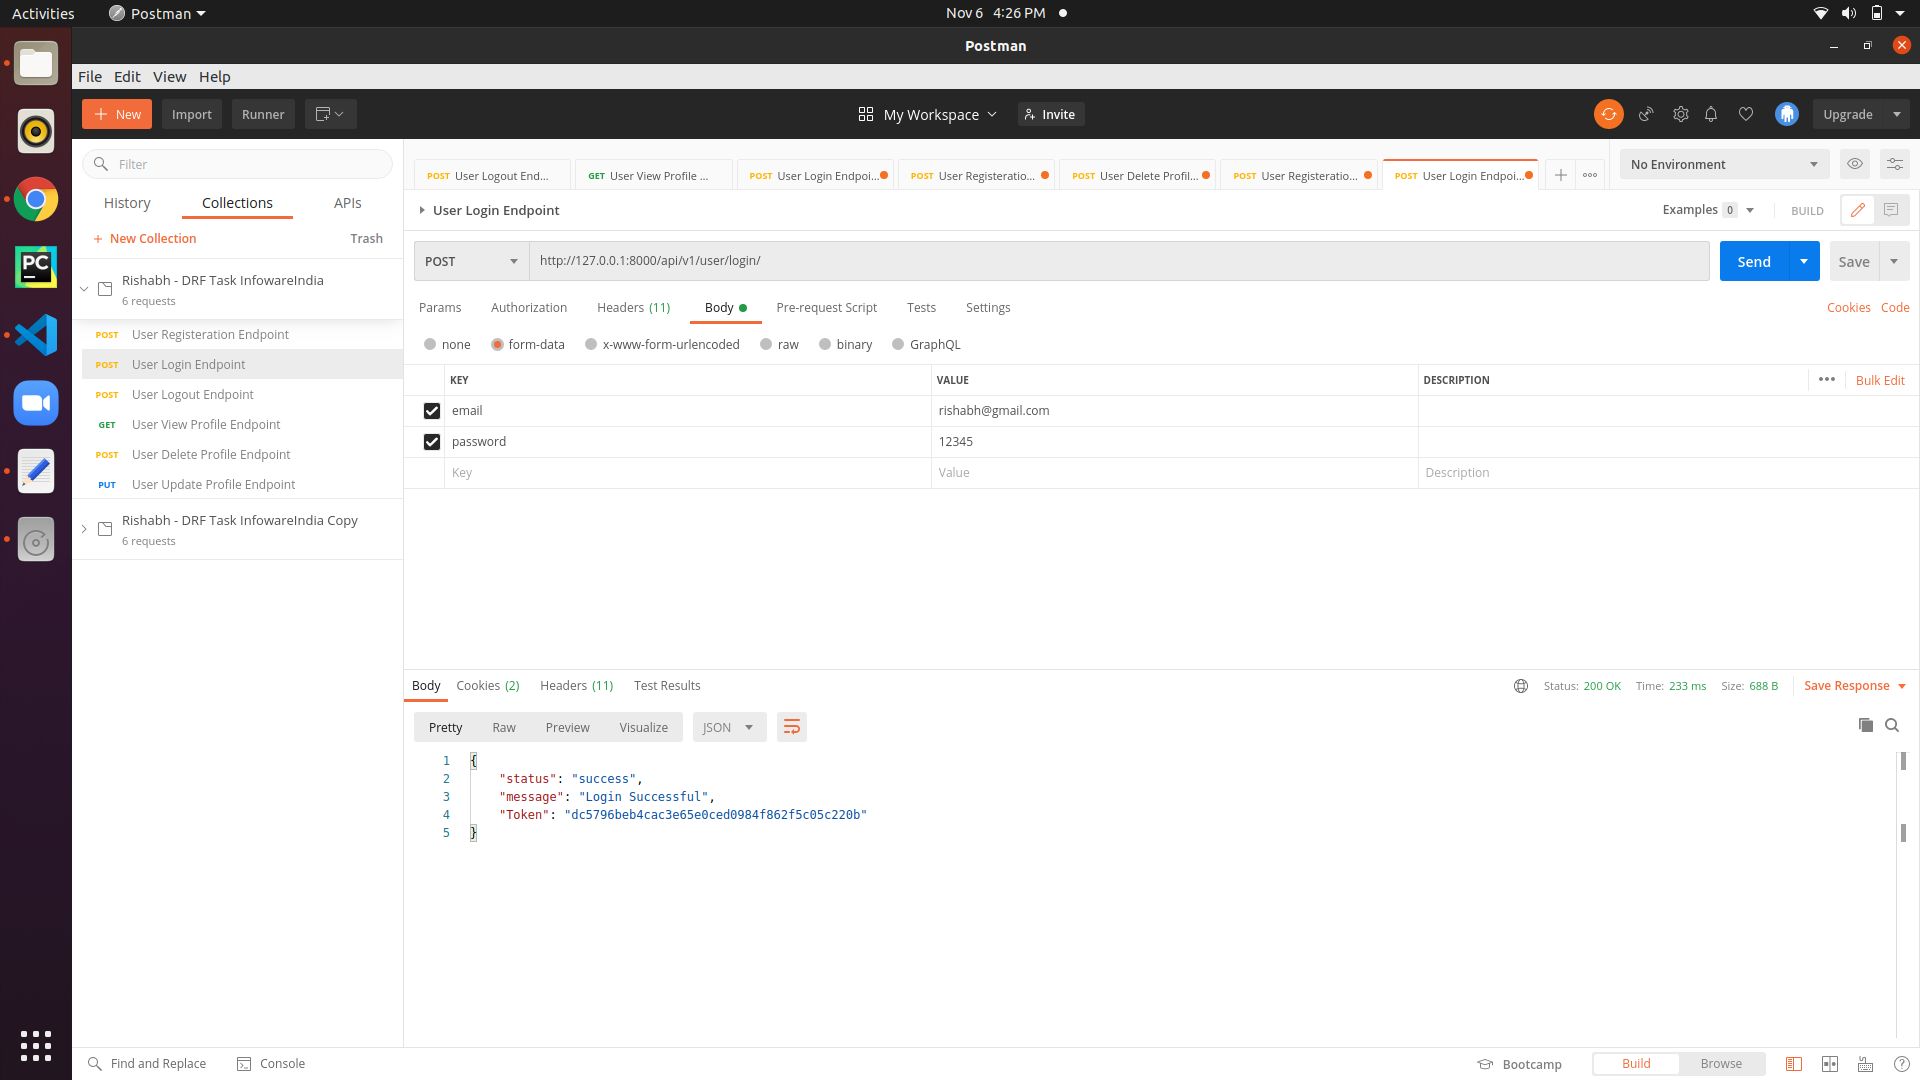 Activities
Postman
Nov 6 4:26 PM
Postman
File Edit View Help
New
Import
Runner
My Workspace
Invite
Upgrade
Filter
History Collections APIs
New Collection
Trash
Rishabh - DRF Task InfowareIndia
6 requests
POST User Registeration Endpoint
POST User Login Endpoint
POST User Logout Endpoint
GET User View Profile Endpoint
POST User Delete Profile Endpoint
PUT User Update Profile Endpoint
Rishabh - DRF Task InfowareIndia Copy
6 requests
POST User Logout End...
GET User View Profile ...
POST User Login Endpoi...
POST User Registeratio...
POST User Delete Profil...
POST User Registeratio...
POST User Login Endpoi...
No Environment
User Login Endpoint
Examples 0
BUILD
POST
http://127.0.0.1:8000/api/v1/user/login/
Send
Save
Params Authorization Headers (11) Body Pre-request Script Tests Settings
Cookies Code
none form-data x-www-form-urlencoded raw binary GraphQL
KEY VALUE DESCRIPTION
Bulk Edit
email rishabh@gmail.com
password 12345
Key Value Description
Body Cookies (2) Headers (11) Test Results
Status: 200 OK Time: 233 ms Size: 688 B
Save Response
Pretty Raw Preview Visualize
JSON
1 {
2 "status": "success",
3 "message": "Login Successful",
4 "Token": "dc5796beb4cac3e65e0ced0984f862f5c05c220b"
5 }
Find and Replace
Console
Bootcamp
Build Browse
PC